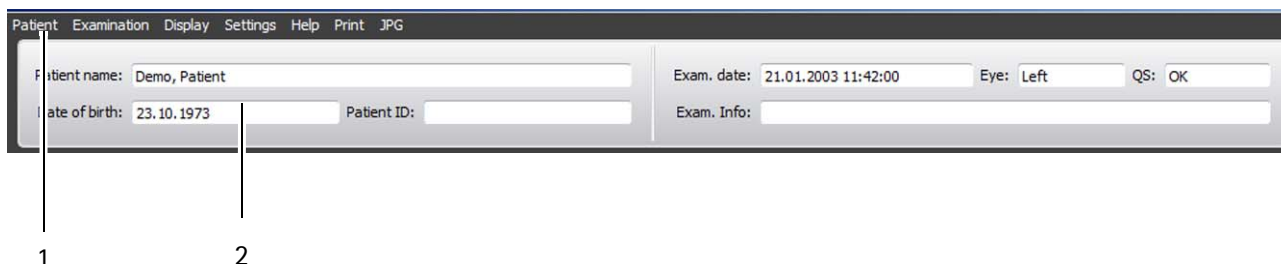 Patient Examination Display Settings Help Print JPG
Patient name: Demo, Patient Exam. date: 21.01.2003 11:42:00 Eye: Left QS: OK
Date of birth: 23.10.1973 Patient ID: Exam. Info:
1 2